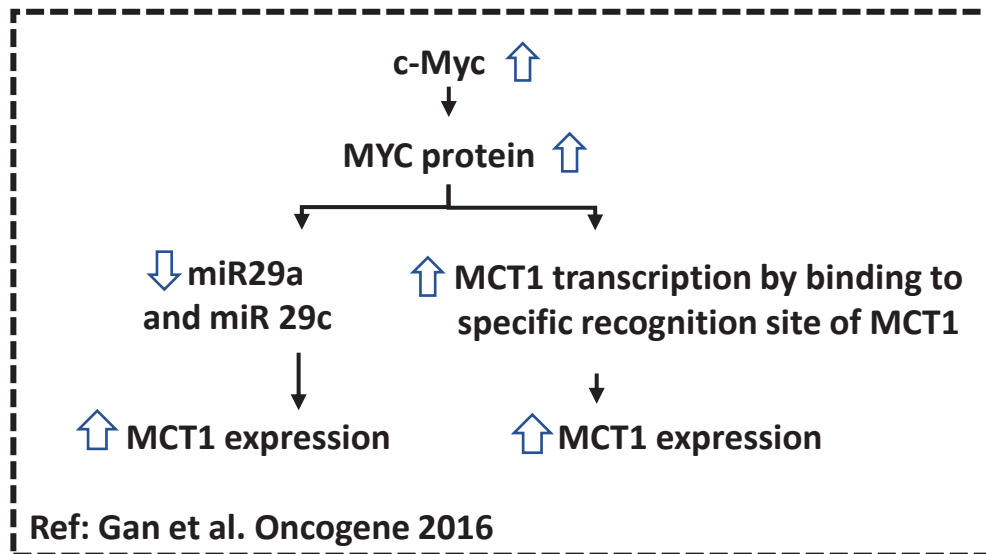 c-Myc
MYC protein
miR29a
and miR 29c
MCT1 transcription by binding to
specific recognition site of MCT1
MCT1 expression
MCT1 expression
Ref: Gan et al. Oncogene 2016